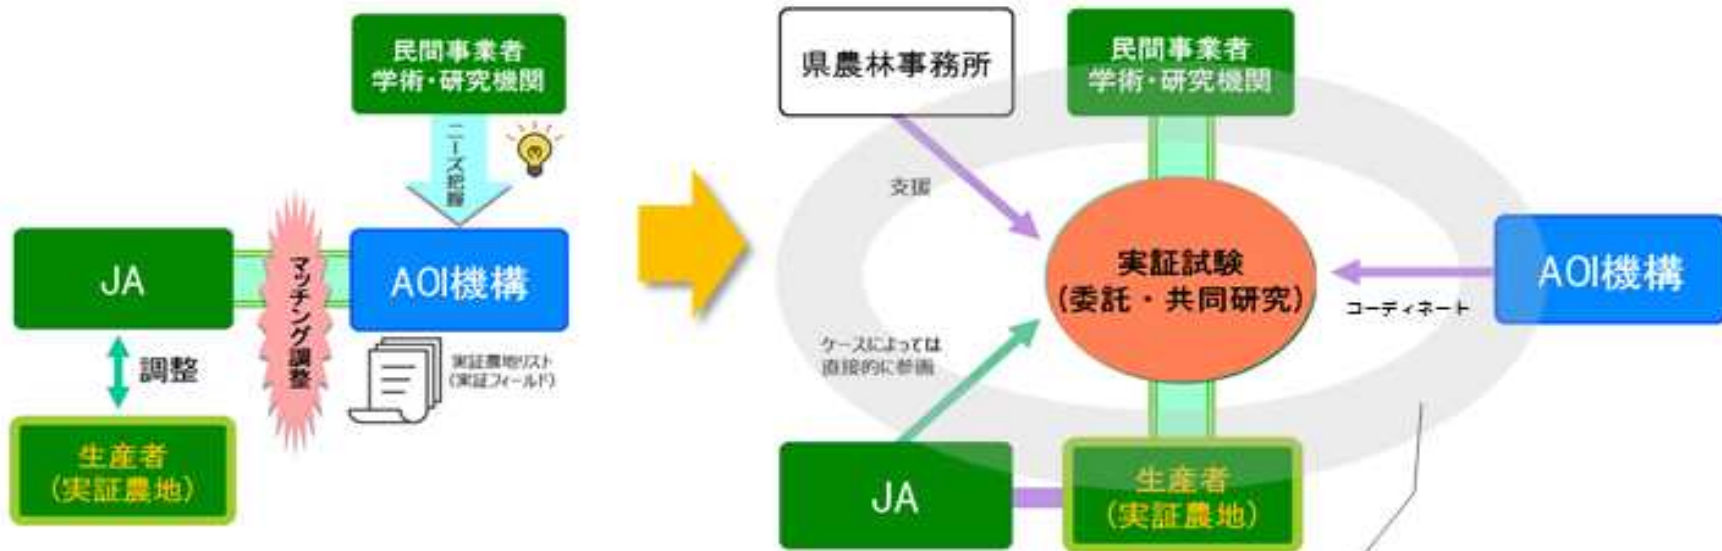 民間事業者
学術・研究機関
ニーズ把握
JA
マッチング調整
AOI機構
調整
実証農地リスト
(実証フィールド)
生産者
(実証農地)
県農林事務所
民間事業者
学術・研究機関
支援
実証試験
(委託・共同研究)
AOI機構
コーディネート
ケースによっては
直接的に参画
JA
生産者
(実証農地)